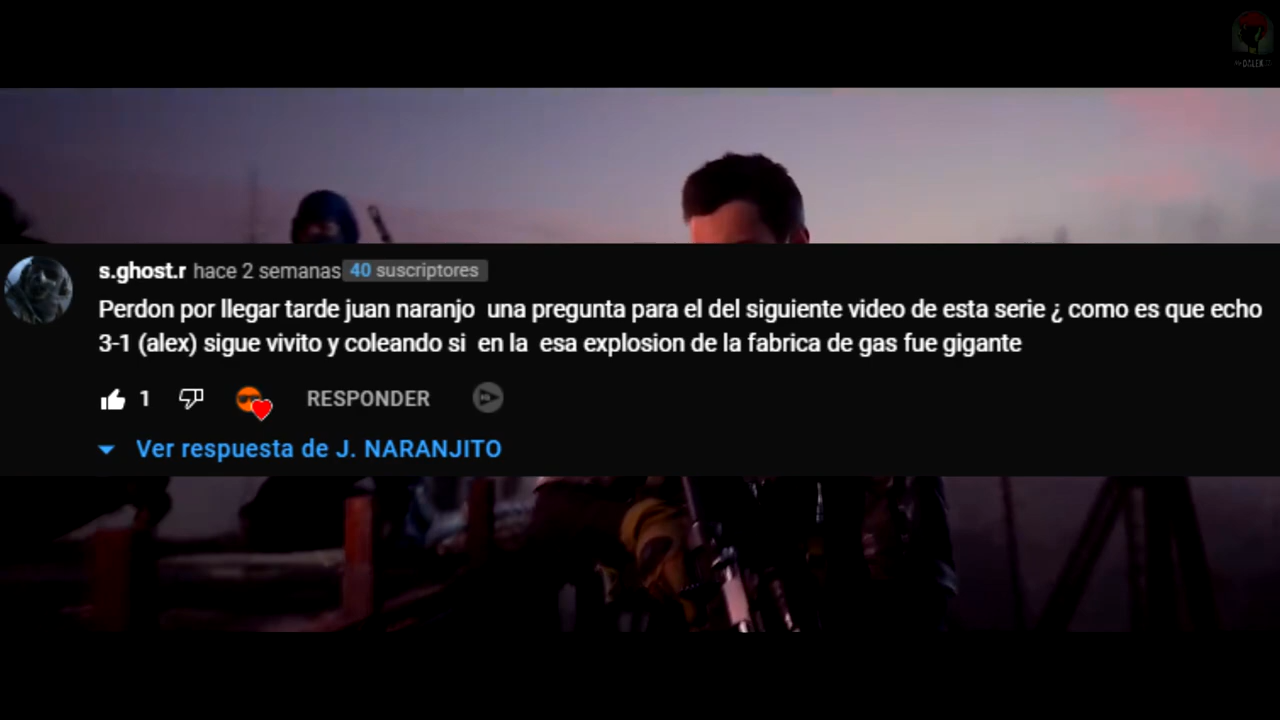 s.ghost.r hace 2 semanas 40 suscriptores
Perdon por llegar tarde juan naranjo una pregunta para el del siguiente video de esta serie ¿ como es que echo
3-1 (alex) sigue vivito y coleando si en la esa explosion de la fabrica de gas fue gigante
1 RESPONDER
Ver respuesta de J. NARANJITO